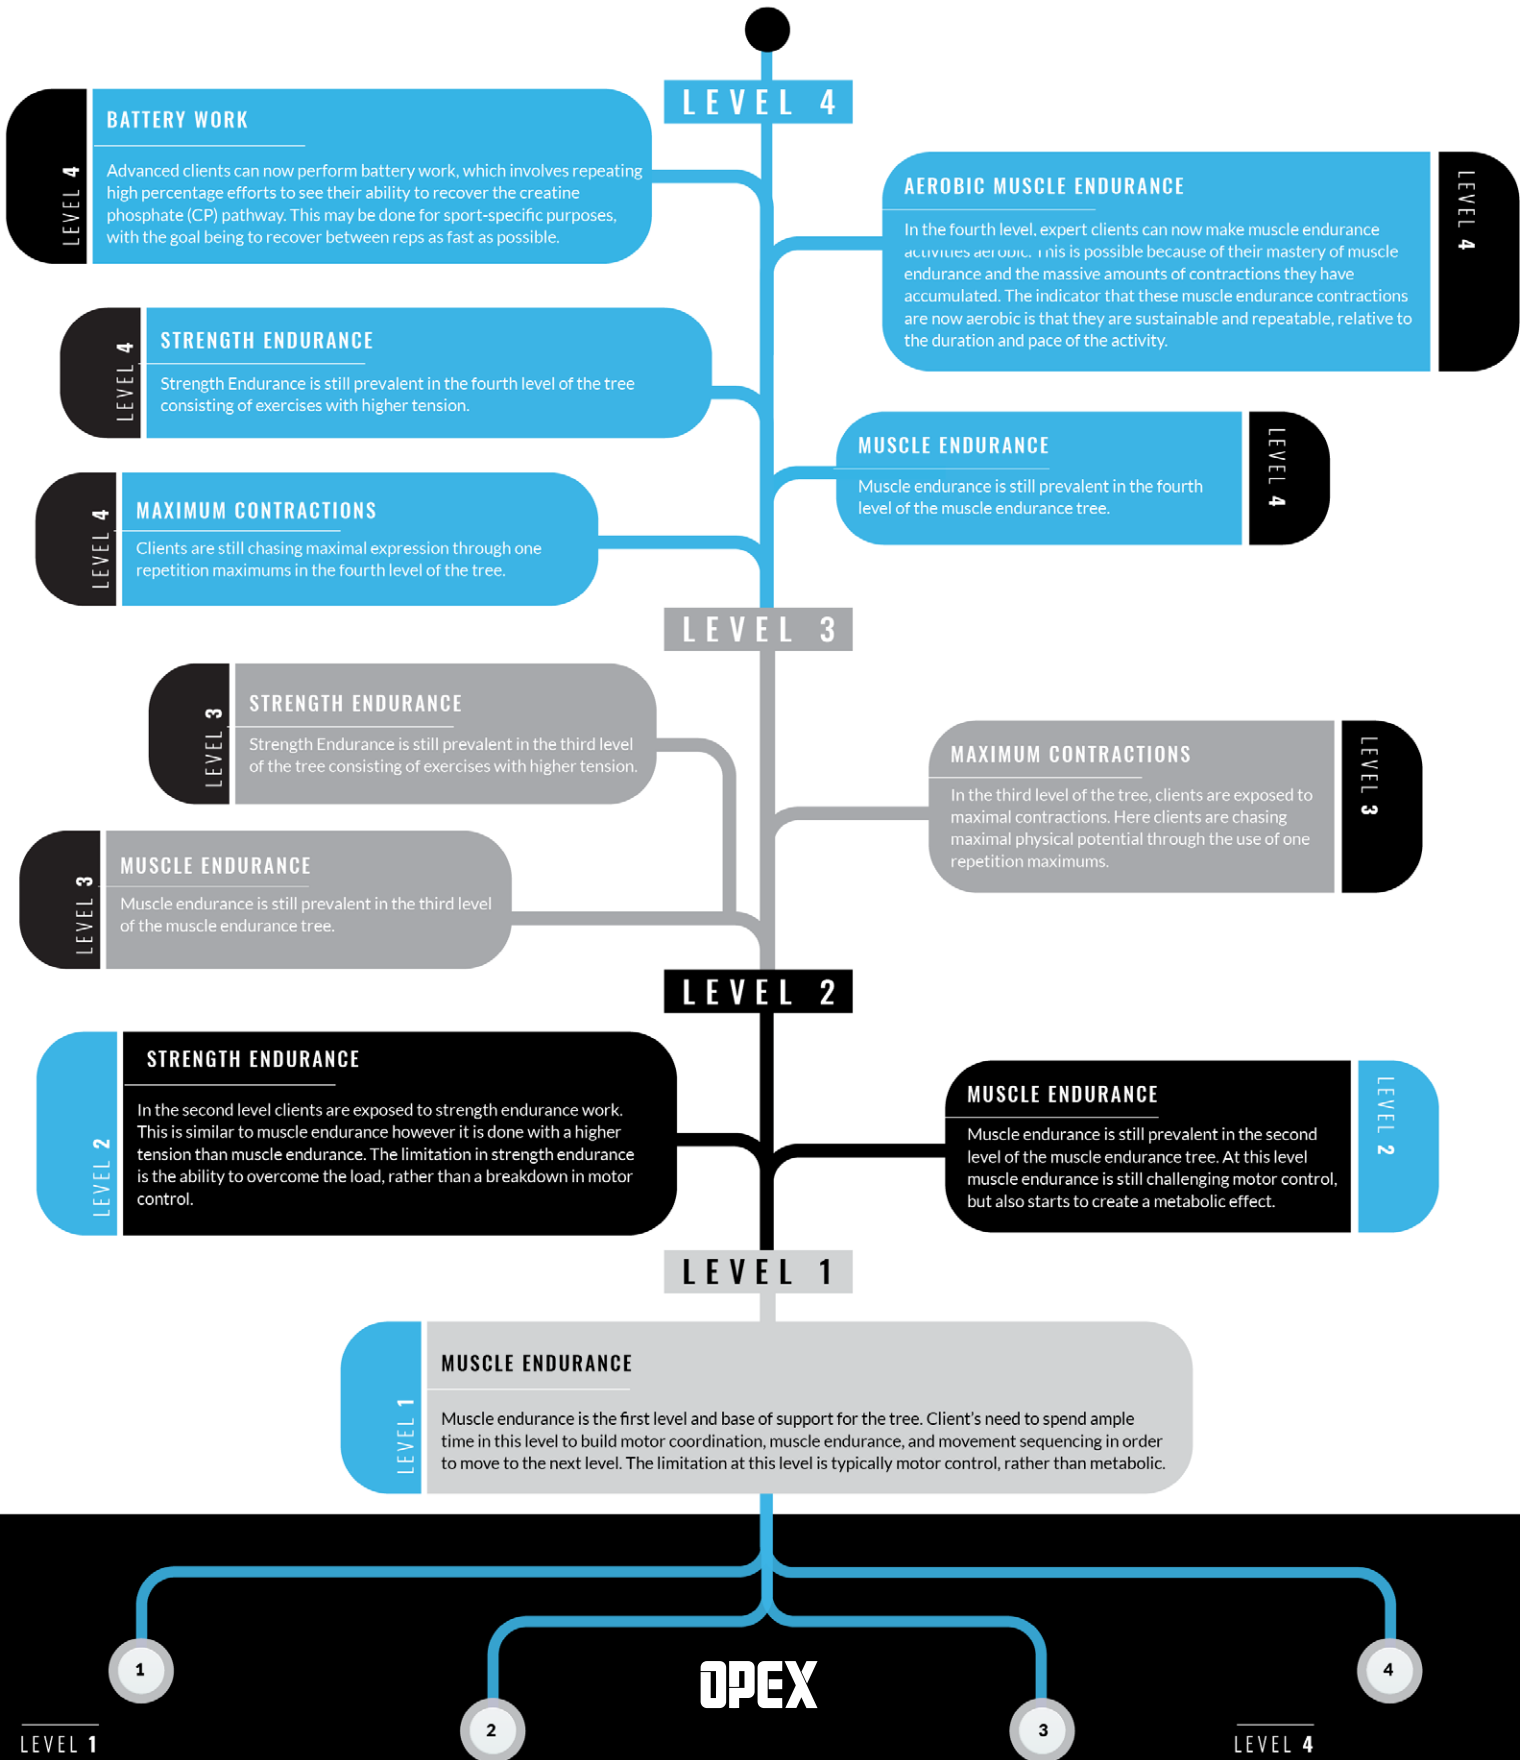 LEVEL 4
BATTERY WORK
Advanced clients can now perform battery work, which involves repeating
high percentage efforts to see their ability to recover the creatine
phosphate (CP) pathway. This may be done for sport-specific purposes,
with the goal being to recover between reps as fast as possible.
LEVEL 4
AEROBIC MUSCLE ENDURANCE
In the fourth level, expert clients can now make muscle endurance
activities aerobic. This is possible because of their mastery of muscle
endurance and the massive amounts of contractions they have
accumulated. The indicator that these muscle endurance contractions
are now aerobic is that they are sustainable and repeatable, relative to
the duration and pace of the activity.
LEVEL 4
STRENGTH ENDURANCE
Strength Endurance is still prevalent in the fourth level of the tree
consisting of exercises with higher tension.
LEVEL 4
MUSCLE ENDURANCE
Muscle endurance is still prevalent in the fourth
level of the muscle endurance tree.
LEVEL 4
MAXIMUM CONTRACTIONS
Clients are still chasing maximal expression through one
repetition maximums in the fourth level of the tree.
LEVEL 4
LEVEL 3
STRENGTH ENDURANCE
Strength Endurance is still prevalent in the third level
of the tree consisting of exercises with higher tension.
LEVEL 3
MAXIMUM CONTRACTIONS
In the third level of the tree, clients are exposed to
maximal contractions. Here clients are chasing
maximal physical potential through the use of one
repetition maximums.
LEVEL 3
MUSCLE ENDURANCE
Muscle endurance is still prevalent in the third level
of the muscle endurance tree.
LEVEL 3
LEVEL 2
STRENGTH ENDURANCE
In the second level clients are exposed to strength endurance work.
This is similar to muscle endurance however it is done with a higher
tension than muscle endurance. The limitation in strength endurance
is the ability to overcome the load, rather than a breakdown in motor
control.
LEVEL 2
MUSCLE ENDURANCE
Muscle endurance is still prevalent in the second
level of the muscle endurance tree. At this level
muscle endurance is still challenging motor control,
but also starts to create a metabolic effect.
LEVEL 2
LEVEL 1
MUSCLE ENDURANCE
Muscle endurance is the first level and base of support for the tree. Client's need to spend ample
time in this level to build motor coordination, muscle endurance, and movement sequencing in order
to move to the next level. The limitation at this level is typically motor control, rather than metabolic.
LEVEL 1
1
2
OPEX
3
4
LEVEL 1
LEVEL 4